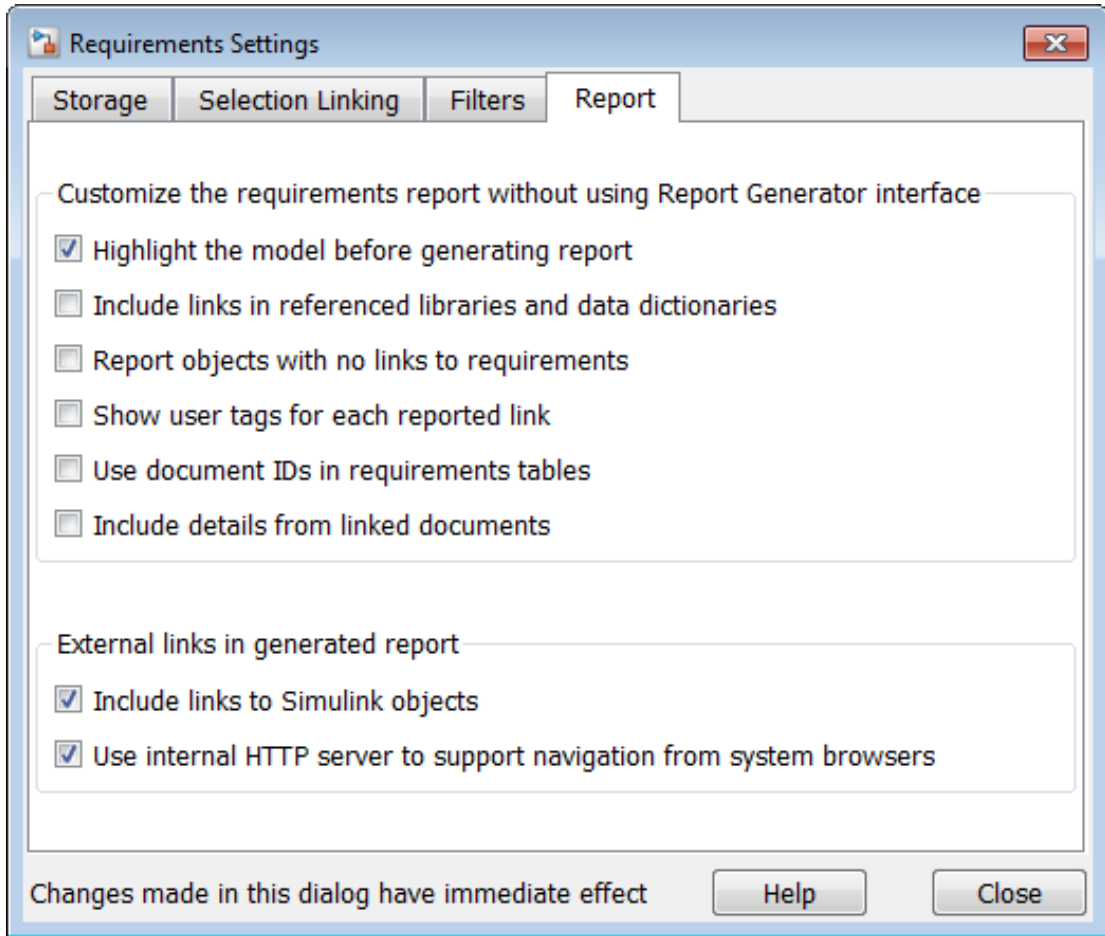 Requirements Settings
Storage
Selection Linking
Filters
Report
Customize the requirements report without using Report Generator interface
Highlight the model before generating report
Include links in referenced libraries and data dictionaries
Report objects with no links to requirements
Show user tags for each reported link
Use document IDs in requirements tables
Include details from linked documents
External links in generated report
Include links to Simulink objects
Use internal HTTP server to support navigation from system browsers
Changes made in this dialog have immediate effect
Help
Close